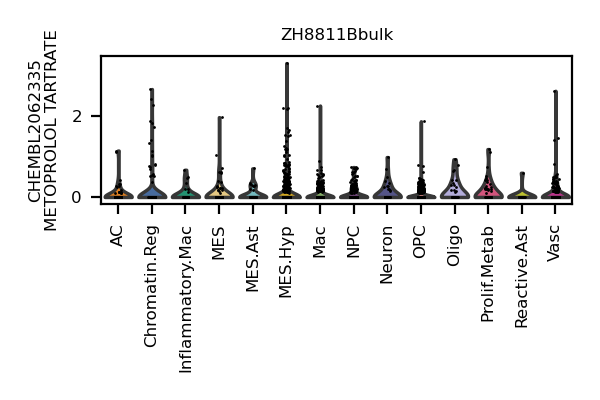 ZH8811Bbulk
CHEMBL2062335
METOPROLOL TARTRATE
2
0
AC
Chromatin.Reg
Inflammatory.Mac
MES
MES.Ast
MES.Hyp
Mac
NPC
Neuron
OPC
Oligo
Prolif.Metab
Reactive.Ast
Vasc